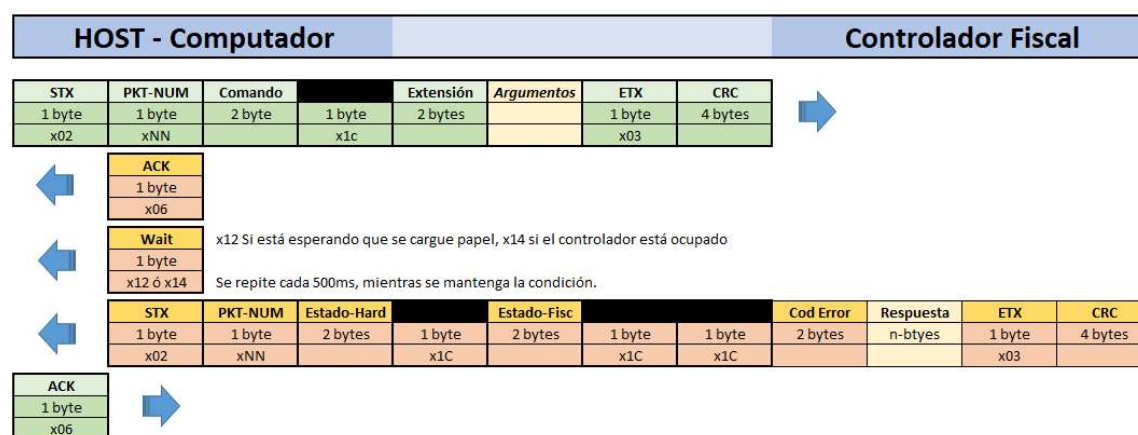 HOST - Computador Controlador Fiscal
STX PKT-NUM Comando Extensión Argumentos ETX CRC
1 byte 1 byte 2 byte 1 byte 2 bytes 1 byte 4 bytes
x02 xNN x1c x03
ACK
1 byte
x06
Wait x12 Si está esperando que se cargue papel, x14 si el controlador está ocupado
1 byte
x12 ó x14 Se repite cada 500ms, mientras se mantenga la condición.
STX PKT-NUM Estado-Hard Estado-Fisc Cod Error Respuesta ETX CRC
1 byte 1 byte 2 bytes 1 byte 2 bytes 1 byte 1 byte 2 bytes n-btyes 1 byte 4 bytes
x02 xNN x1C x1C x1C x03
ACK
1 byte
x06